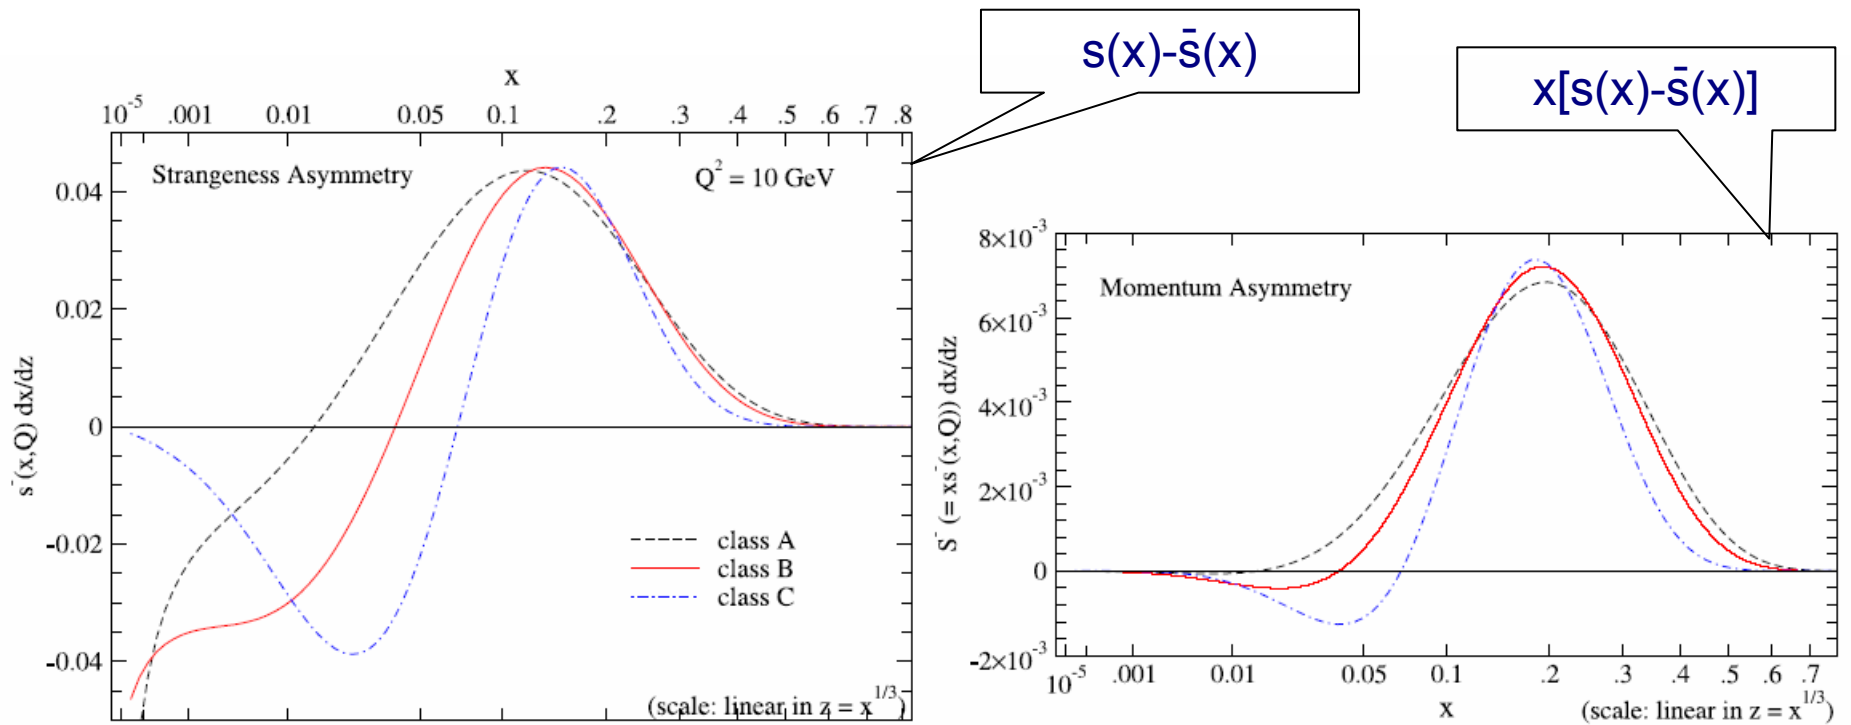 s(x)-s̄(x)
x[s(x)-s̄(x)]
x
10⁻⁵ .001 0.01 0.05 0.1 .2 .3 .4 .5 .6 .7 .8
Strangeness Asymmetry
Q² = 10 GeV
0.04
0.02
0
-0.02
-0.04
s⁻(x,Q) dx/dz
class A
class B
class C
(scale: linear in z = x^1/3)
8×10⁻³
6×10⁻³
4×10⁻³
2×10⁻³
0
-2×10⁻³
Momentum Asymmetry
S⁻ (= xs⁻(x,Q)) dx/dz
10⁻⁵ .001 0.01 0.05 0.1 .2 .3 .4 .5 .6 .7
x
(scale: linear in z = x^1/3)